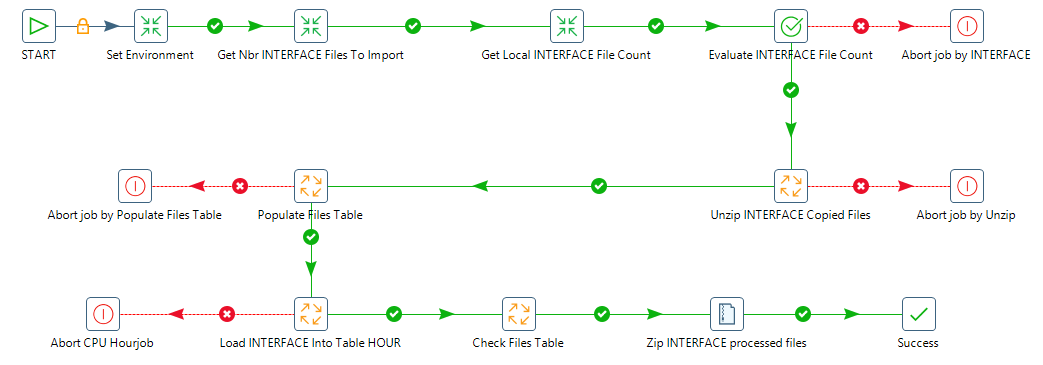 START
Set Environment
Get Nbr INTERFACE Files To Import
Get Local INTERFACE File Count
Evaluate INTERFACE File Count
Abort job by INTERFACE
Abort job by Populate Files Table
Populate Files Table
Unzip INTERFACE Copied Files
Abort job by Unzip
Abort CPU Hourjob
Load INTERFACE Into Table HOUR
Check Files Table
Zip INTERFACE processed files
Success